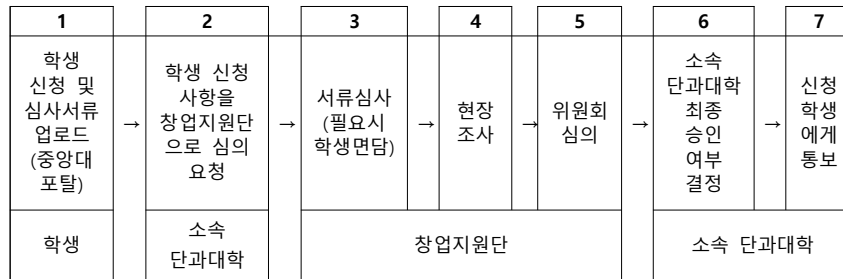 1
학생
신청 및
심사서류
업로드
(중앙대
포탈)
→
2
학생 신청
사항을
창업지원단
으로 심의
요청
→
3
서류심사
(필요시
학생면담)
→
4
현장
조사
→
5
위원회
심의
→
6
소속
단과대학
최종
승인
여부
결정
→
7
신청
학생
에게
통보
학생
소속
단과대학
창업지원단
소속 단과대학